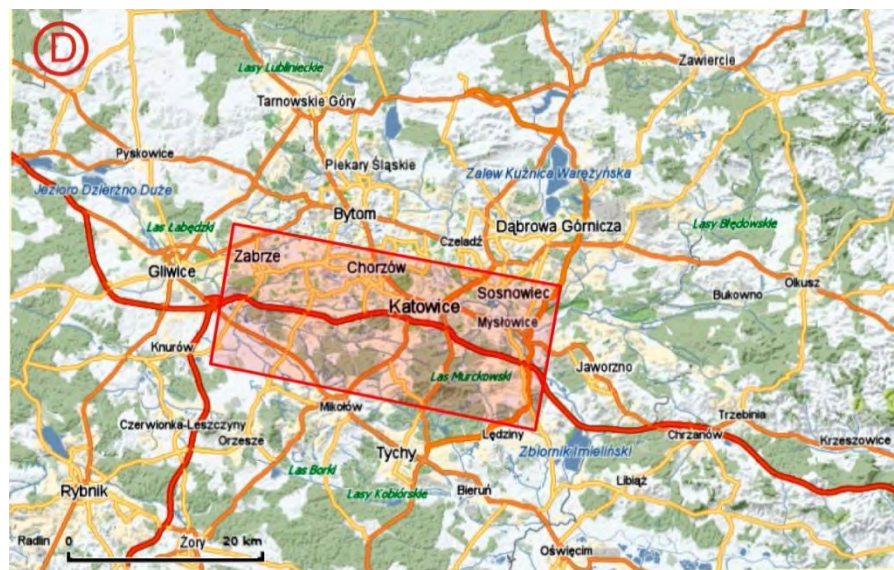 D
Lasy Lublinieckie
Zawiercie
Tarnowskie Góry
Pyskowice
Piekary Śląskie
Zalew Kuźnica Warężyńska
Jezioro Dzierżno Duże
Bytom
Las Łabędzki
Dąbrowa Górnicza
Lasy Błędowskie
Czeladź
Zabrze
Gliwice
Chorzów
Olkusz
Sosnowiec
Bukowno
Katowice
Mysłowice
Knurów
Las Murckowski
Jaworzno
Mikołów
Trzebinia
Czerwionka-Leszczyny
Lędziny
Chrzanów
Krzeszowice
Orzesze
Tychy
Zbiornik Imieliński
Las Borki
Libiąż
Rybnik
Lasy Kobiórskie
Bieruń
Radlin
0
Żory
20 km
Oświęcim